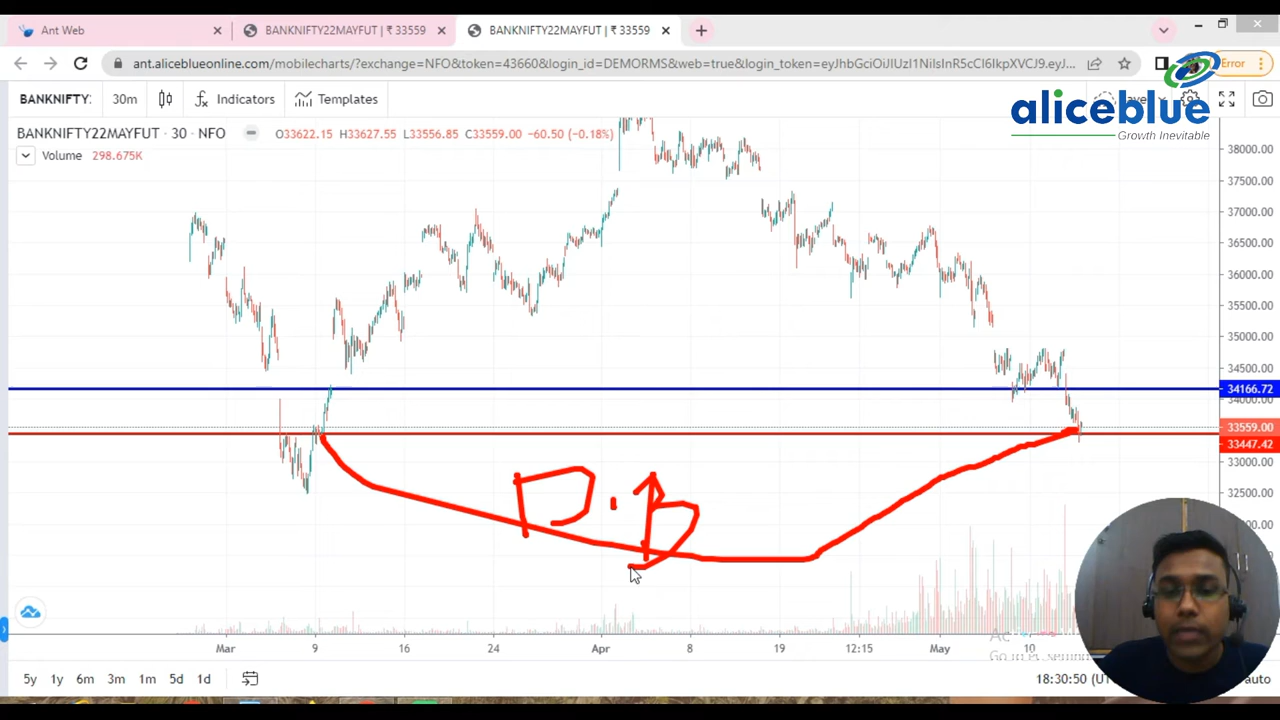 Ant Web
BANKNIFTY22MAYFUT | ₹ 33559
BANKNIFTY22MAYFUT | ₹ 33559
ant.aliceblueonline.com/mobilecharts/?exchange=NFO&token=43660&login_id=DEMORMS&web=true&login_token=eyJhbGciOiJIUzI1NiIsInR5cCI6IkpXVCJ9.eyJ...
Error
BANKNIFTY:
30m
Indicators
Templates
aliceblue
Growth Inevitable
BANKNIFTY22MAYFUT · 30 · NFO
O33622.15 H33627.55 L33556.85 C33559.00 -60.50 (-0.18%)
Volume 298.675K
38000.00
37500.00
37000.00
36500.00
36000.00
35500.00
35000.00
34500.00
34166.72
34000.00
33559.00
33447.42
33000.00
32500.00
D.B
Mar 9 16 24 Apr 8 19 12:15 May 10
5y 1y 6m 3m 1m 5d 1d
18:30:50 (U
auto